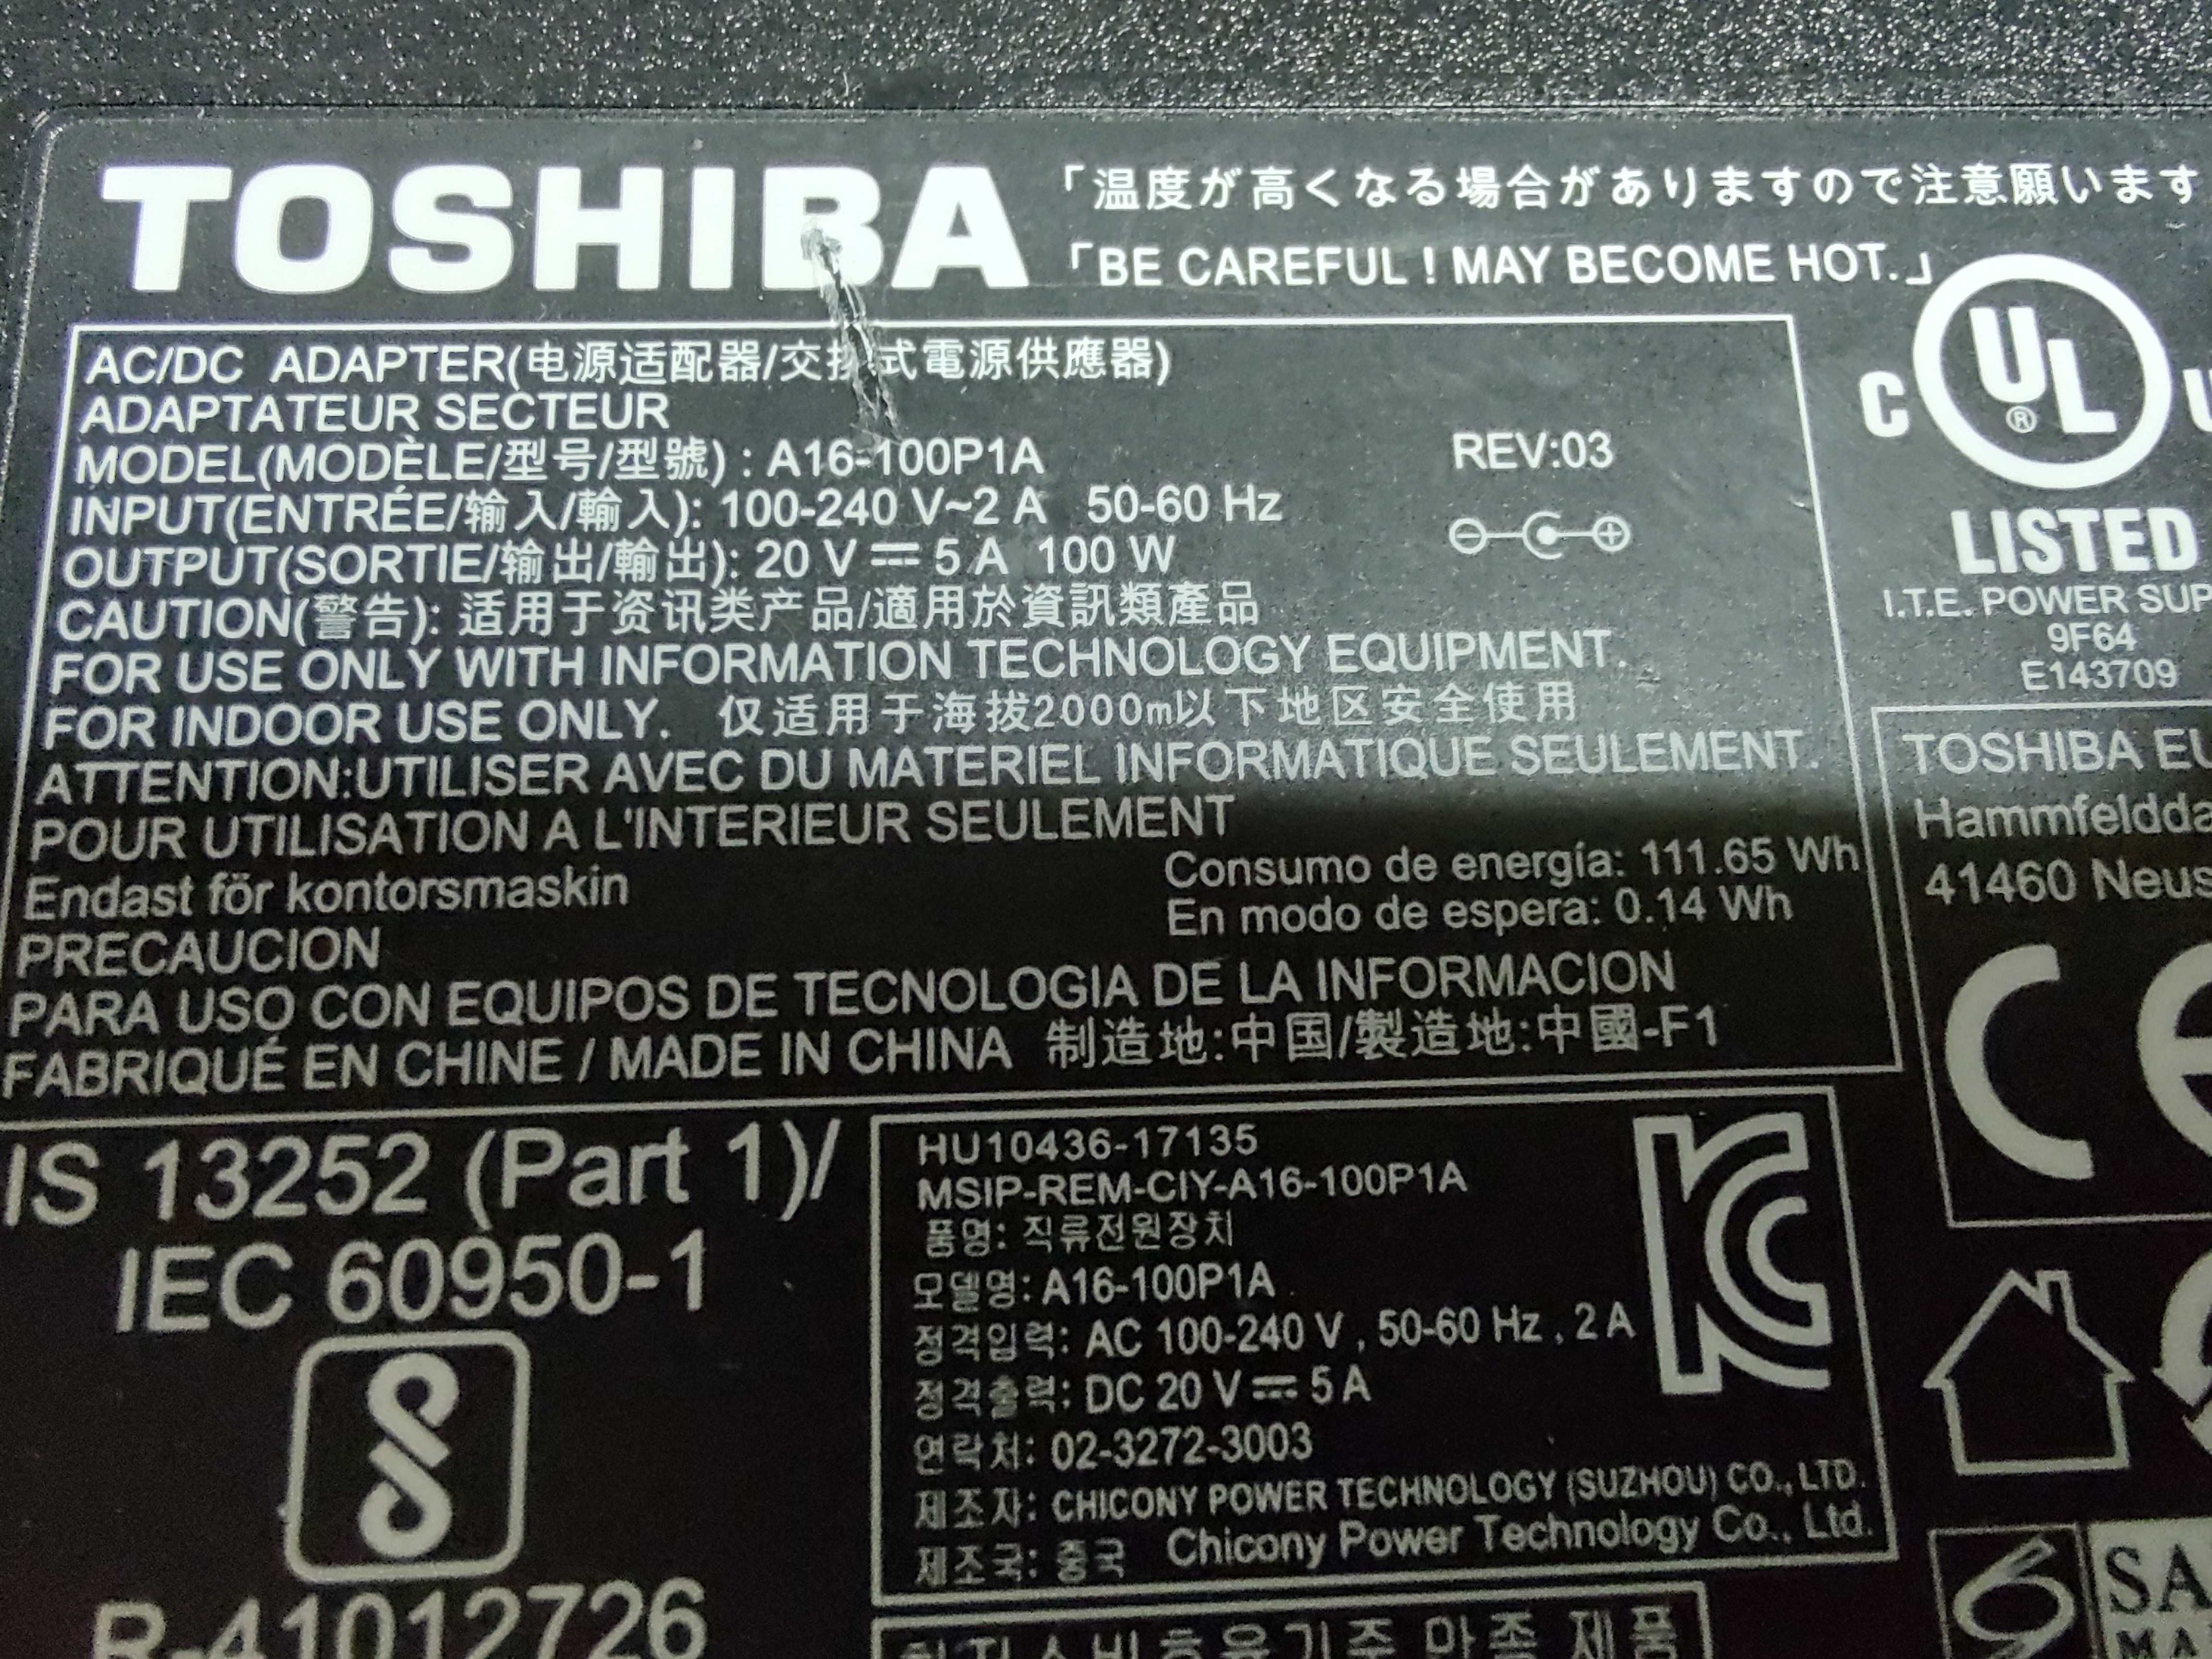 TOSHIBA
「温度が高くなる場合がありますので注意願います
「BE CAREFUL ! MAY BECOME HOT.」
AC/DC ADAPTER(电源适配器/交 式電源供應器)
ADAPTATEUR SECTEUR
MODEL(MODÈLE/型号/型號) : A16-100P1A
REV:03
INPUT(ENTRÉE/输入/輸入): 100-240 V~2 A 50-60 Hz
OUTPUT(SORTIE/输出/輸出): 20 V ⎓ 5 A 100 W
CAUTION(警告): 适用于资讯类产品/適用於資訊類產品
FOR USE ONLY WITH INFORMATION TECHNOLOGY EQUIPMENT.
FOR INDOOR USE ONLY. 仅适用于海拔2000m以下地区安全使用
ATTENTION:UTILISER AVEC DU MATERIEL INFORMATIQUE SEULEMENT.
POUR UTILISATION A L'INTERIEUR SEULEMENT
Endast för kontorsmaskin
Consumo de energía: 111.65 Wh
En modo de espera: 0.14 Wh
PRECAUCION
PARA USO CON EQUIPOS DE TECNOLOGIA DE LA INFORMACION
FABRIQUÉ EN CHINE / MADE IN CHINA 制造地:中国/製造地:中國-F1
C UL ®
LISTED
I.T.E. POWER
9F64
E143709
TOSHIBA
41460
CE
IS 13252 (Part 1)/
IEC 60950-1
R-41012726
HU10436-17135
MSIP-REM-CIY-A16-100P1A
품명: 직류전원장치
모델명: A16-100P1A
정격입력: AC 100-240 V , 50-60 Hz , 2 A
정격출력: DC 20 V ⎓ 5 A
연락처: 02-3272-3003
제조자: CHICONY POWER TECHNOLOGY (SUZHOU) CO., LTD.
Chicony Power Technology Co., Ltd.
제조국: 중국